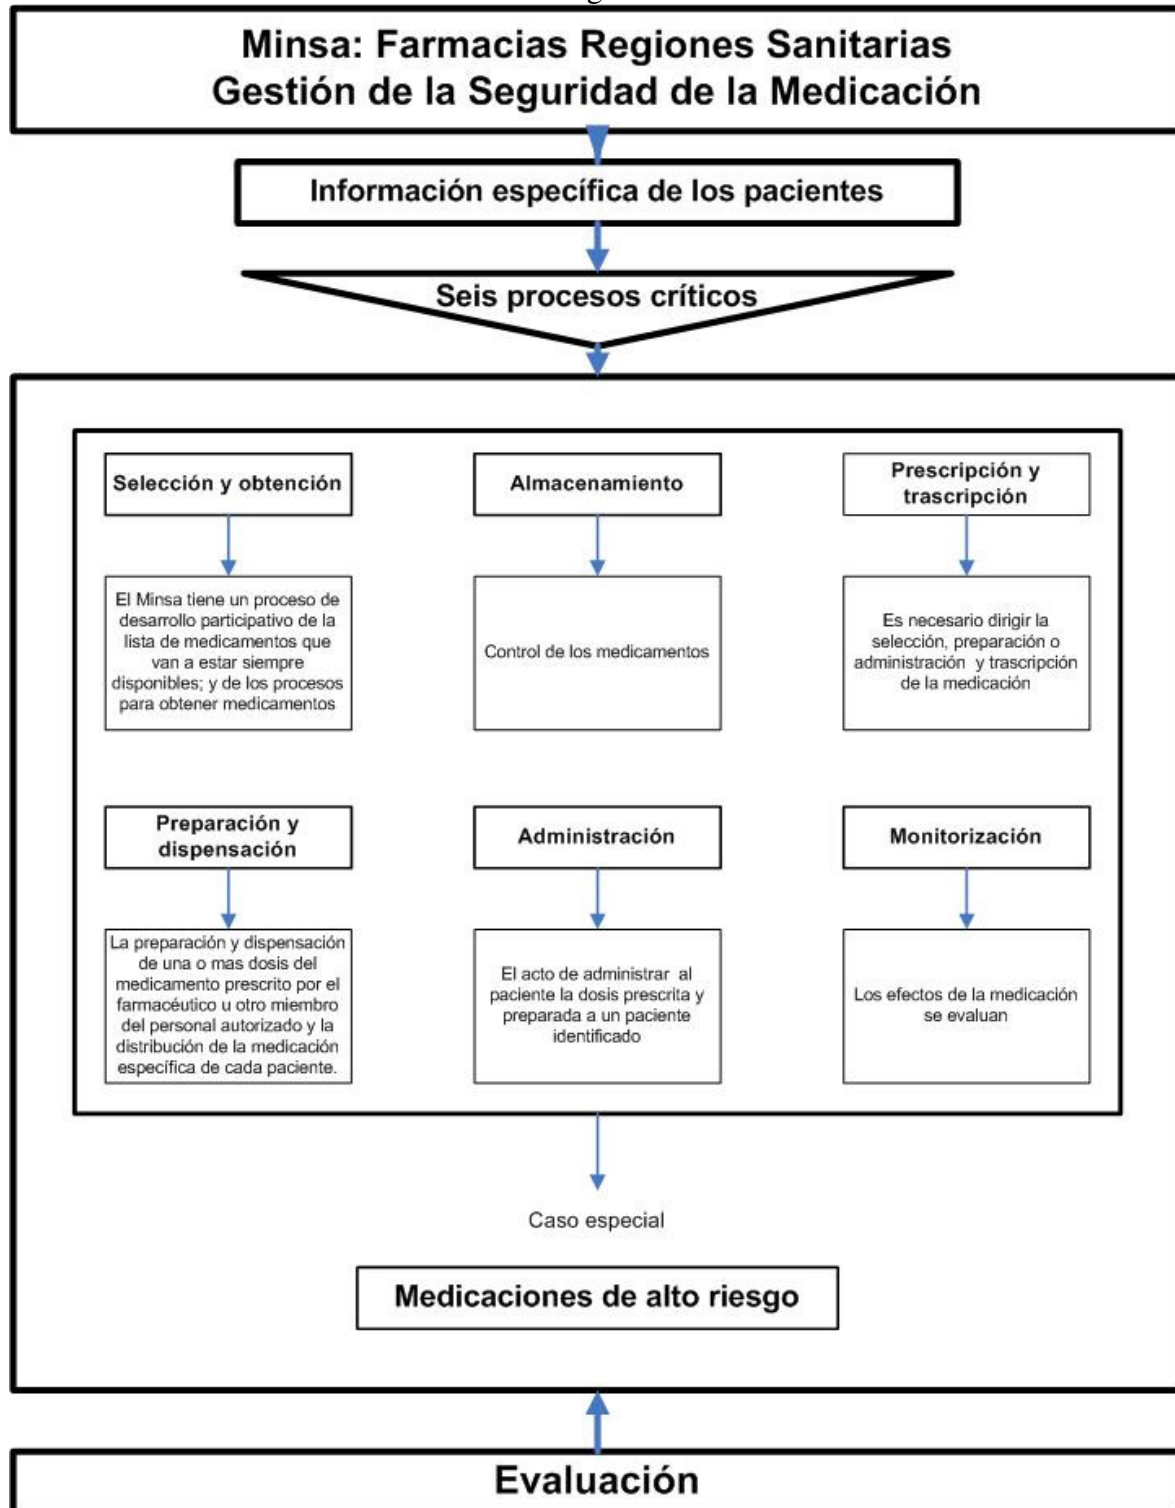 Minsa: Farmacias Regiones Sanitarias
Gestión de la Seguridad de la Medicación
Información específica de los pacientes
Seis procesos críticos
Selección y obtención
El Minsa tiene un proceso de
desarrollo participativo de la
lista de medicamentos que
van a estar siempre
disponibles; y de los procesos
para obtener medicamentos
Almacenamiento
Control de los medicamentos
Prescripción y
trascripción
Es necesario dirigir la
selección, preparación o
administración y trascripción
de la medicación
Preparación y
dispensación
La preparación y dispensación
de una o mas dosis del
medicamento prescrito por el
farmacéutico u otro miembro
del personal autorizado y la
distribución de la medicación
específica de cada paciente.
Administración
El acto de administrar al
paciente la dosis prescrita y
preparada a un paciente
identificado
Monitorización
Los efectos de la medicación
se evaluan
Caso especial
Medicaciones de alto riesgo
Evaluación